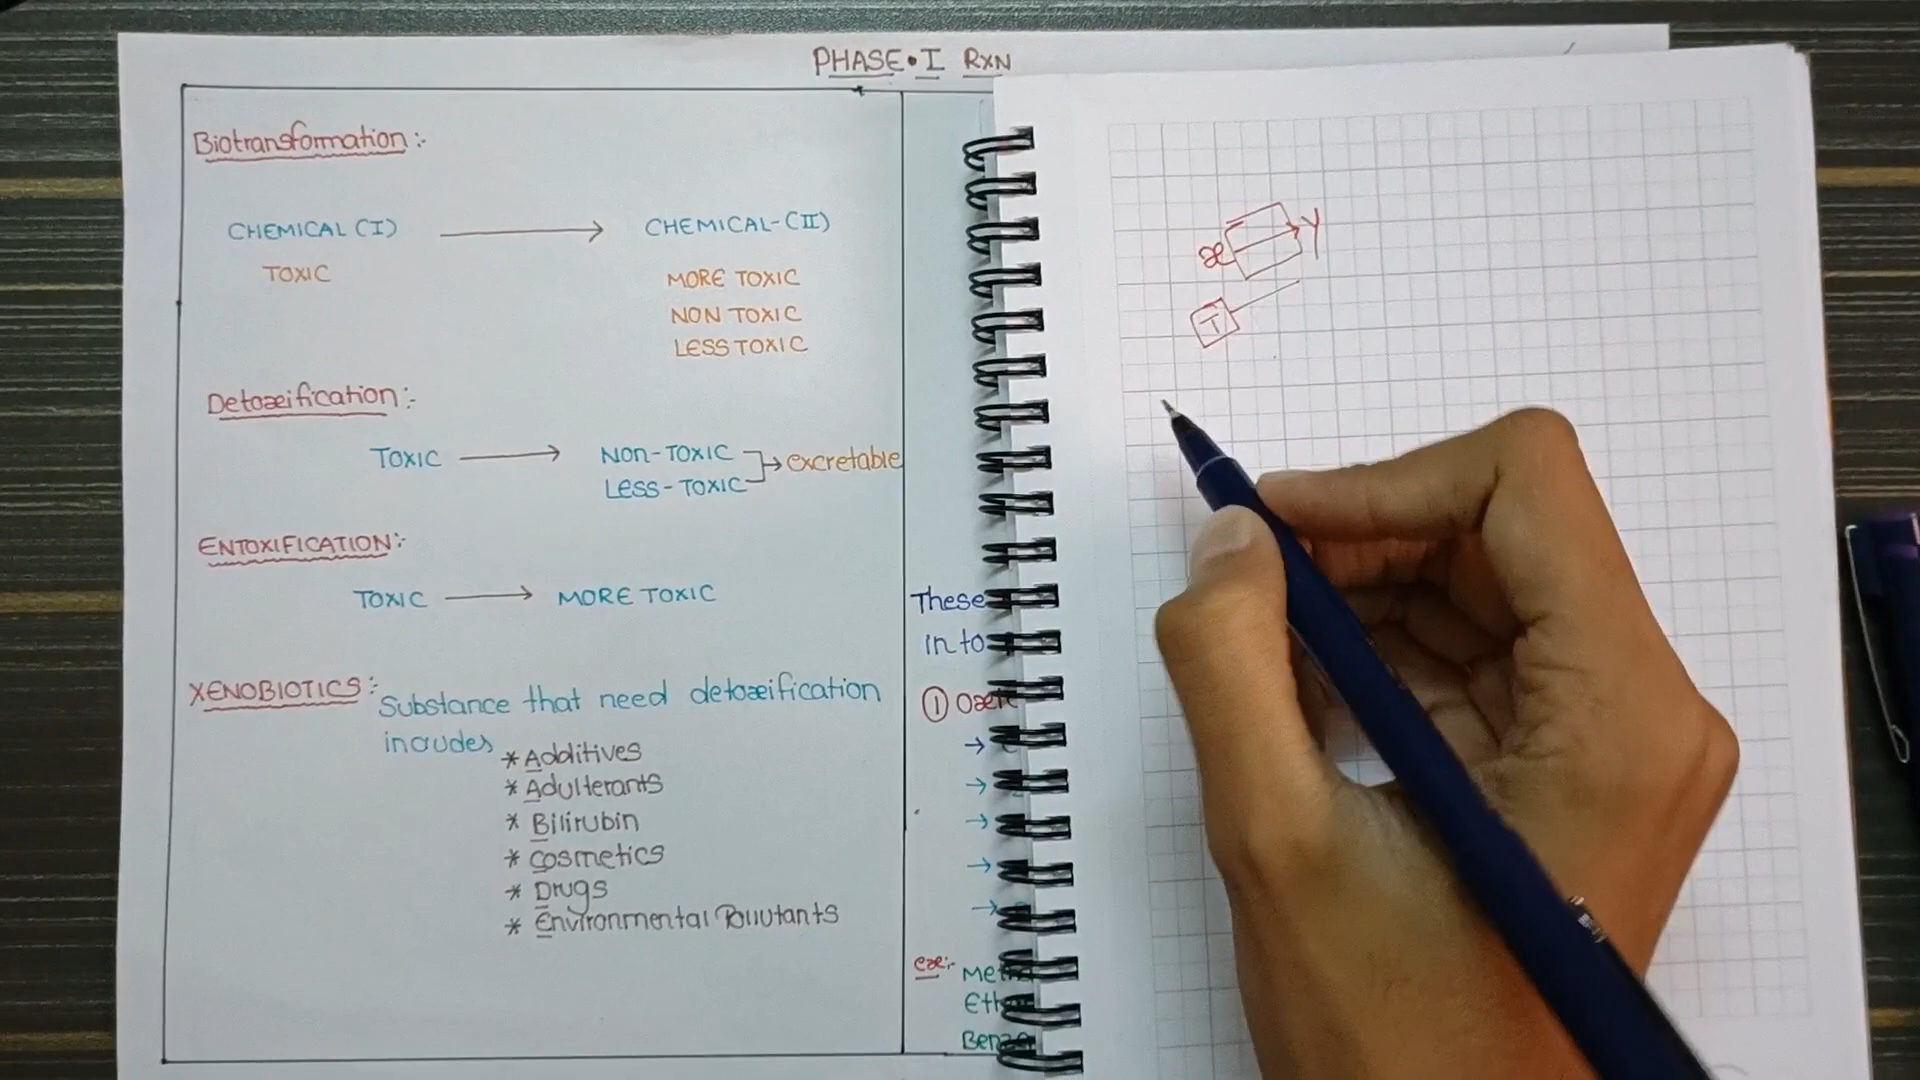 PHASE • I RXN
Biotransformation:-
CHEMICAL (I) → CHEMICAL-(II)
TOXIC
MORE TOXIC
NON TOXIC
LESS TOXIC
Detoxification:-
TOXIC → NON-TOXIC
LESS-TOXIC
→ excretable
ENTOXIFICATION:-
TOXIC → MORE TOXIC
XENOBIOTICS:- Substance that need detoxification
incudes
* Additives
* Adulterants
* Bilirubin
* Cosmetics
* Drugs
* Environmental Pollutants
These
in to
①
→
→
→
→
→
ex:-
x → y
T